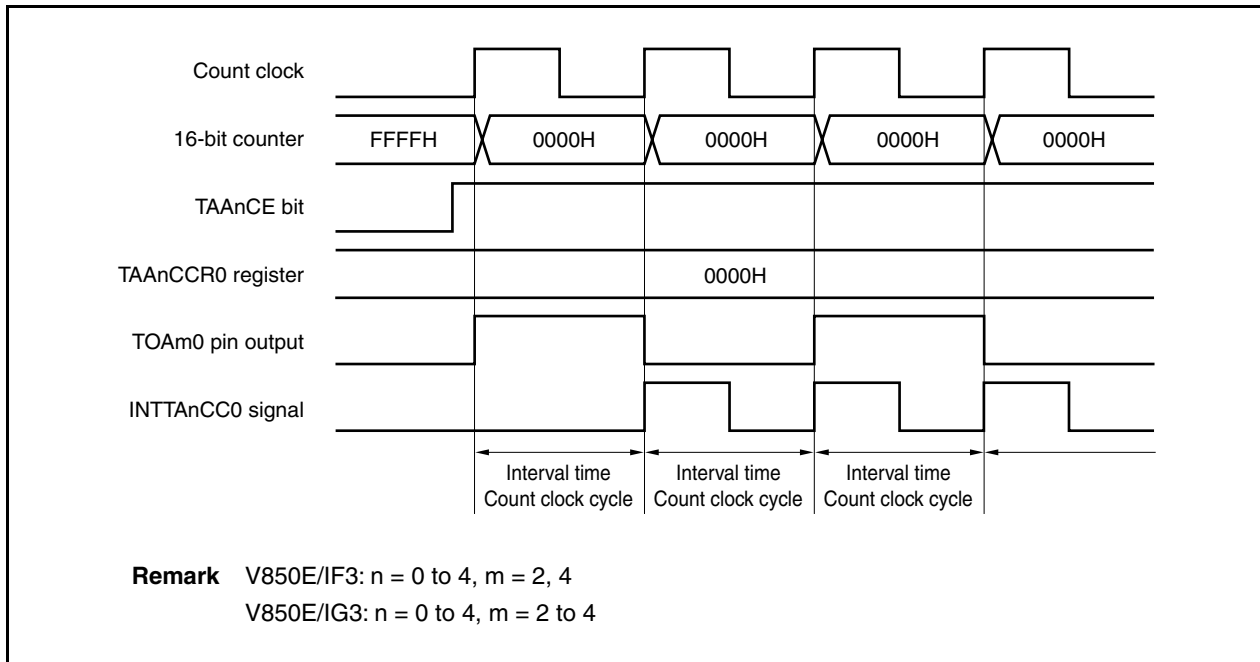 Count clock
16-bit counter
FFFFH
0000H
0000H
0000H
0000H
TAAnCE bit
TAAnCCR0 register
0000H
TOAm0 pin output
INTTAnCC0 signal
Interval time
Count clock cycle
Interval time
Count clock cycle
Interval time
Count clock cycle
Remark V850E/IF3: n = 0 to 4, m = 2, 4
V850E/IG3: n = 0 to 4, m = 2 to 4